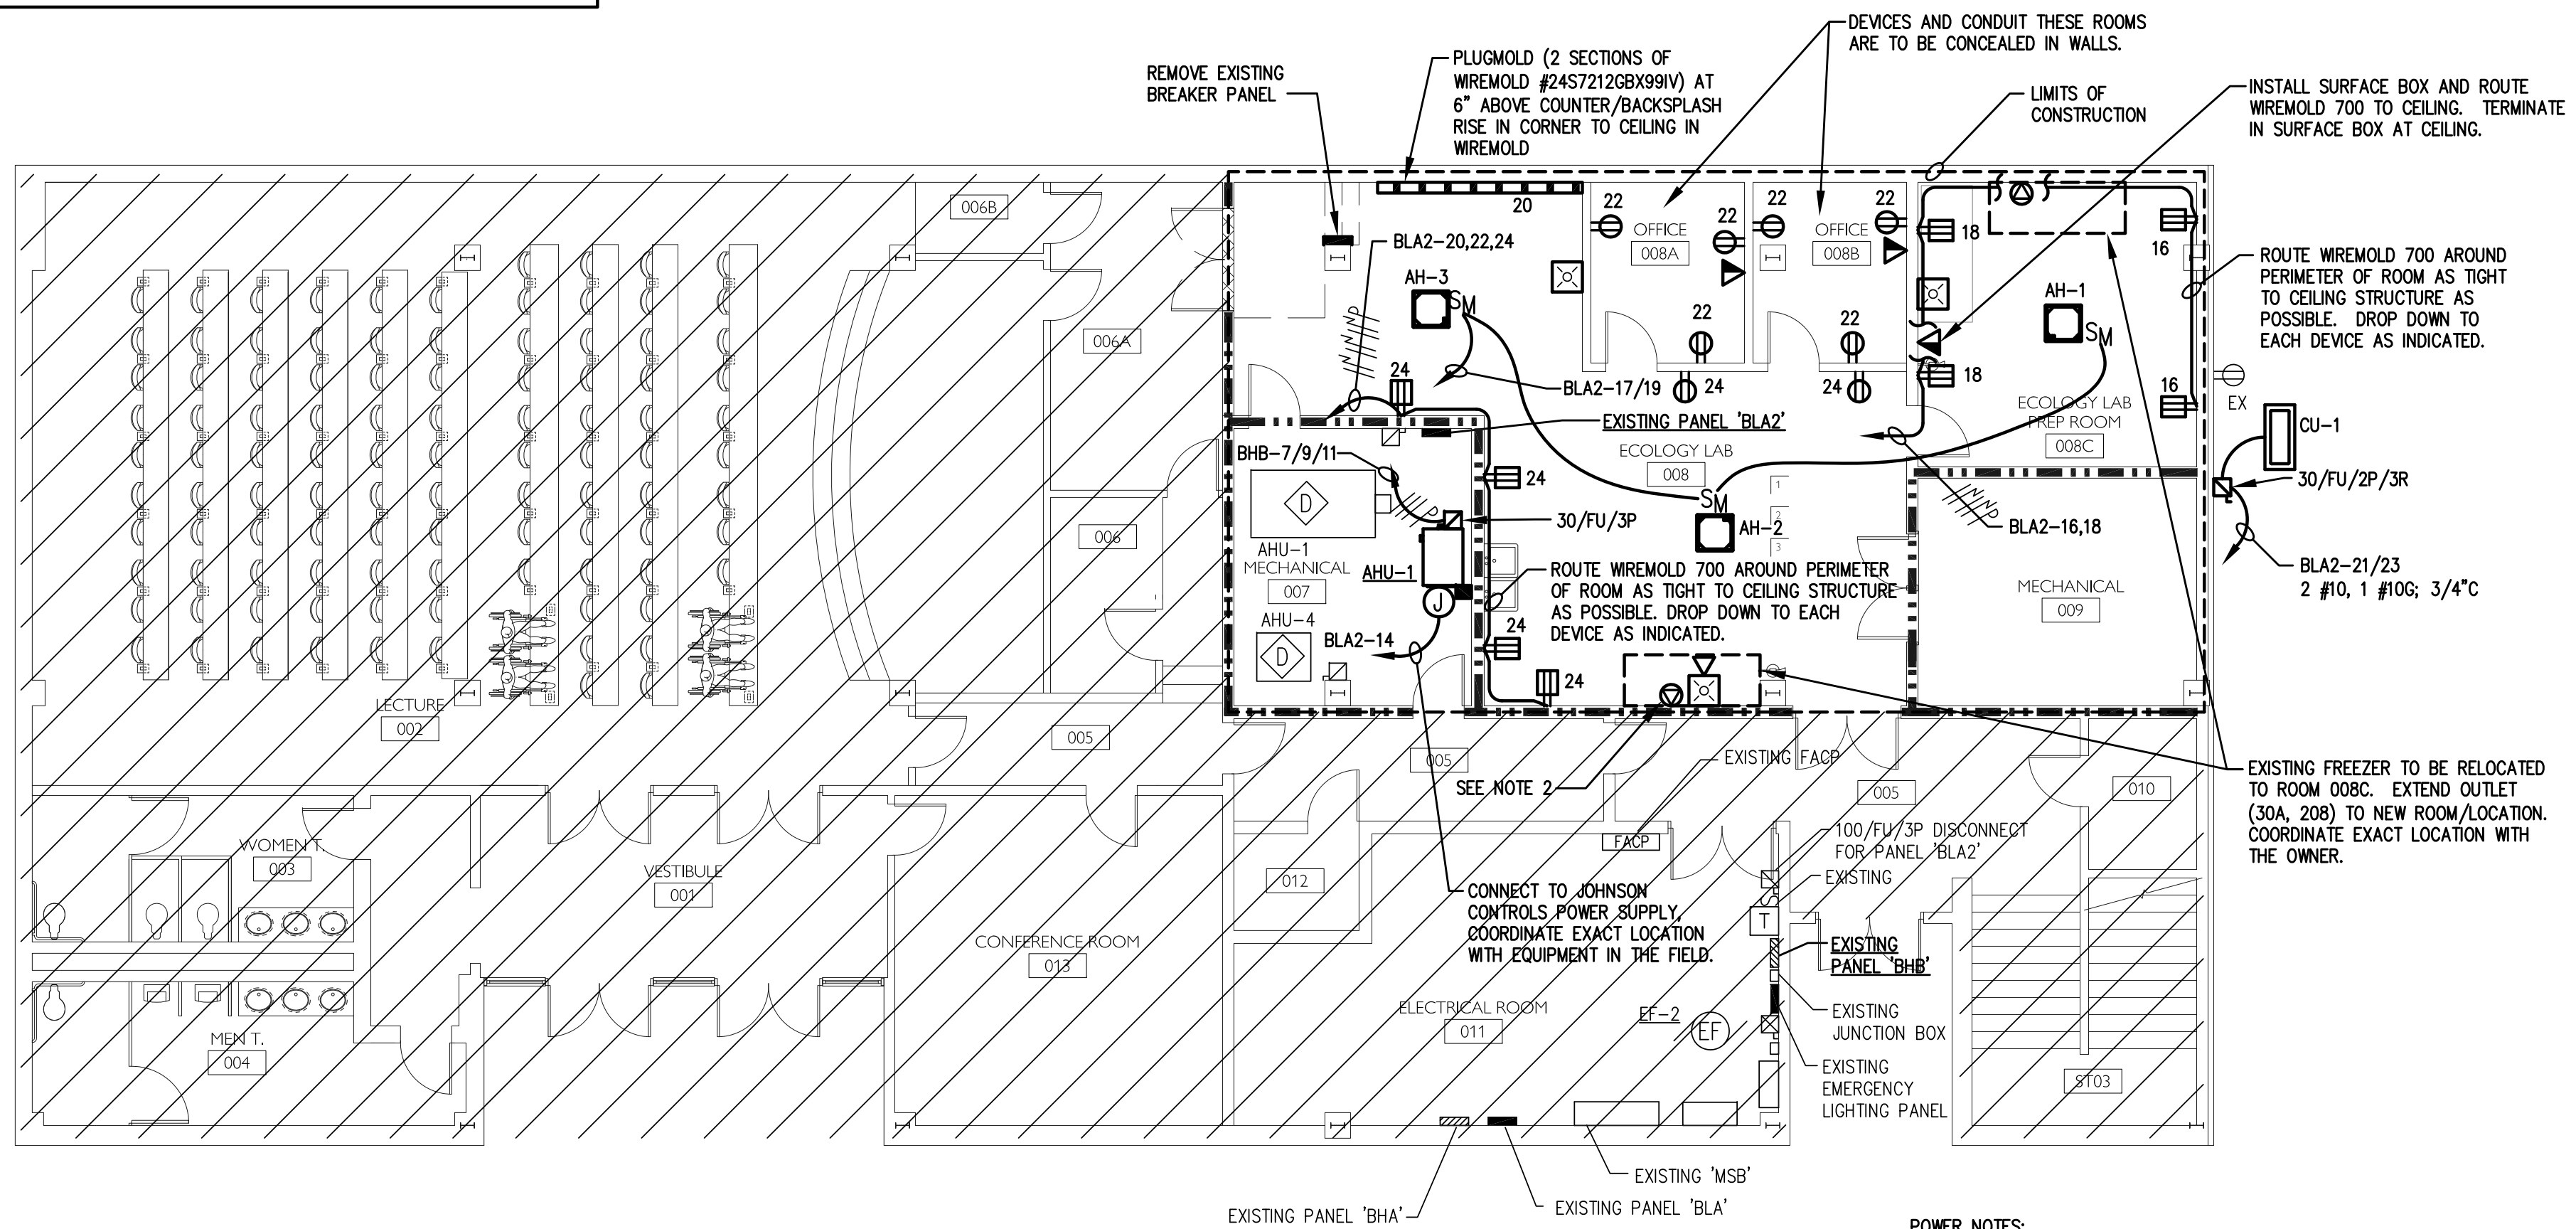 DEVICES AND CONDUIT THESE ROOMS
ARE TO BE CONCEALED IN WALLS.
PLUGMOLD (2 SECTIONS OF
WIREMOLD #24S7212GBX99IV) AT
6" ABOVE COUNTER/BACKSPLASH
RISE IN CORNER TO CEILING IN
WIREMOLD
REMOVE EXISTING
BREAKER PANEL
LIMITS OF
CONSTRUCTION
INSTALL SURFACE BOX AND ROUTE
WIREMOLD 700 TO CEILING. TERMINATE
IN SURFACE BOX AT CEILING.
006B
20
22
22
22
22
OFFICE
008A
OFFICE
008B
18
16
BLA2-20,22,24
AH-3
SM
AH-1
SM
ROUTE WIREMOLD 700 AROUND
PERIMETER OF ROOM AS TIGHT
TO CEILING STRUCTURE AS
POSSIBLE. DROP DOWN TO
EACH DEVICE AS INDICATED.
006A
22
22
24
BLA2-17/19
24
24
18
16
EX
ECOLOGY LAB
PREP ROOM
008C
CU-1
EXISTING PANEL 'BLA2'
BHB-7/9/11
ECOLOGY LAB
008
24
SM
30/FU/2P/3R
D
30/FU/3P
AH-2
1
2
3
BLA2-16,18
006
AHU-1
MECHANICAL
007
AHU-1
J
ROUTE WIREMOLD 700 AROUND PERIMETER
OF ROOM AS TIGHT TO CEILING STRUCTURE
AS POSSIBLE. DROP DOWN TO EACH
DEVICE AS INDICATED.
MECHANICAL
009
BLA2-21/23
2 #10, 1 #10G; 3/4"C
AHU-4
D
BLA2-14
24
24
LECTURE
002
005
005
EXISTING FACP
SEE NOTE 2
005
010
EXISTING FREEZER TO BE RELOCATED
TO ROOM 008C. EXTEND OUTLET
(30A, 208) TO NEW ROOM/LOCATION.
COORDINATE EXACT LOCATION WITH
THE OWNER.
WOMEN T.
003
VESTIBULE
001
012
FACP
100/FU/3P DISCONNECT
FOR PANEL 'BLA2'
EXISTING
S
T
CONNECT TO JOHNSON
CONTROLS POWER SUPPLY,
COORDINATE EXACT LOCATION
WITH EQUIPMENT IN THE FIELD.
CONFERENCE ROOM
013
EXISTING
PANEL 'BHB'
ELECTRICAL ROOM
011
EF-2
EF
EXISTING
JUNCTION BOX
MEN T.
004
EXISTING
EMERGENCY
LIGHTING PANEL
ST03
EXISTING 'MSB'
EXISTING PANEL 'BLA'
EXISTING PANEL 'BHA'
POWER NOTES: